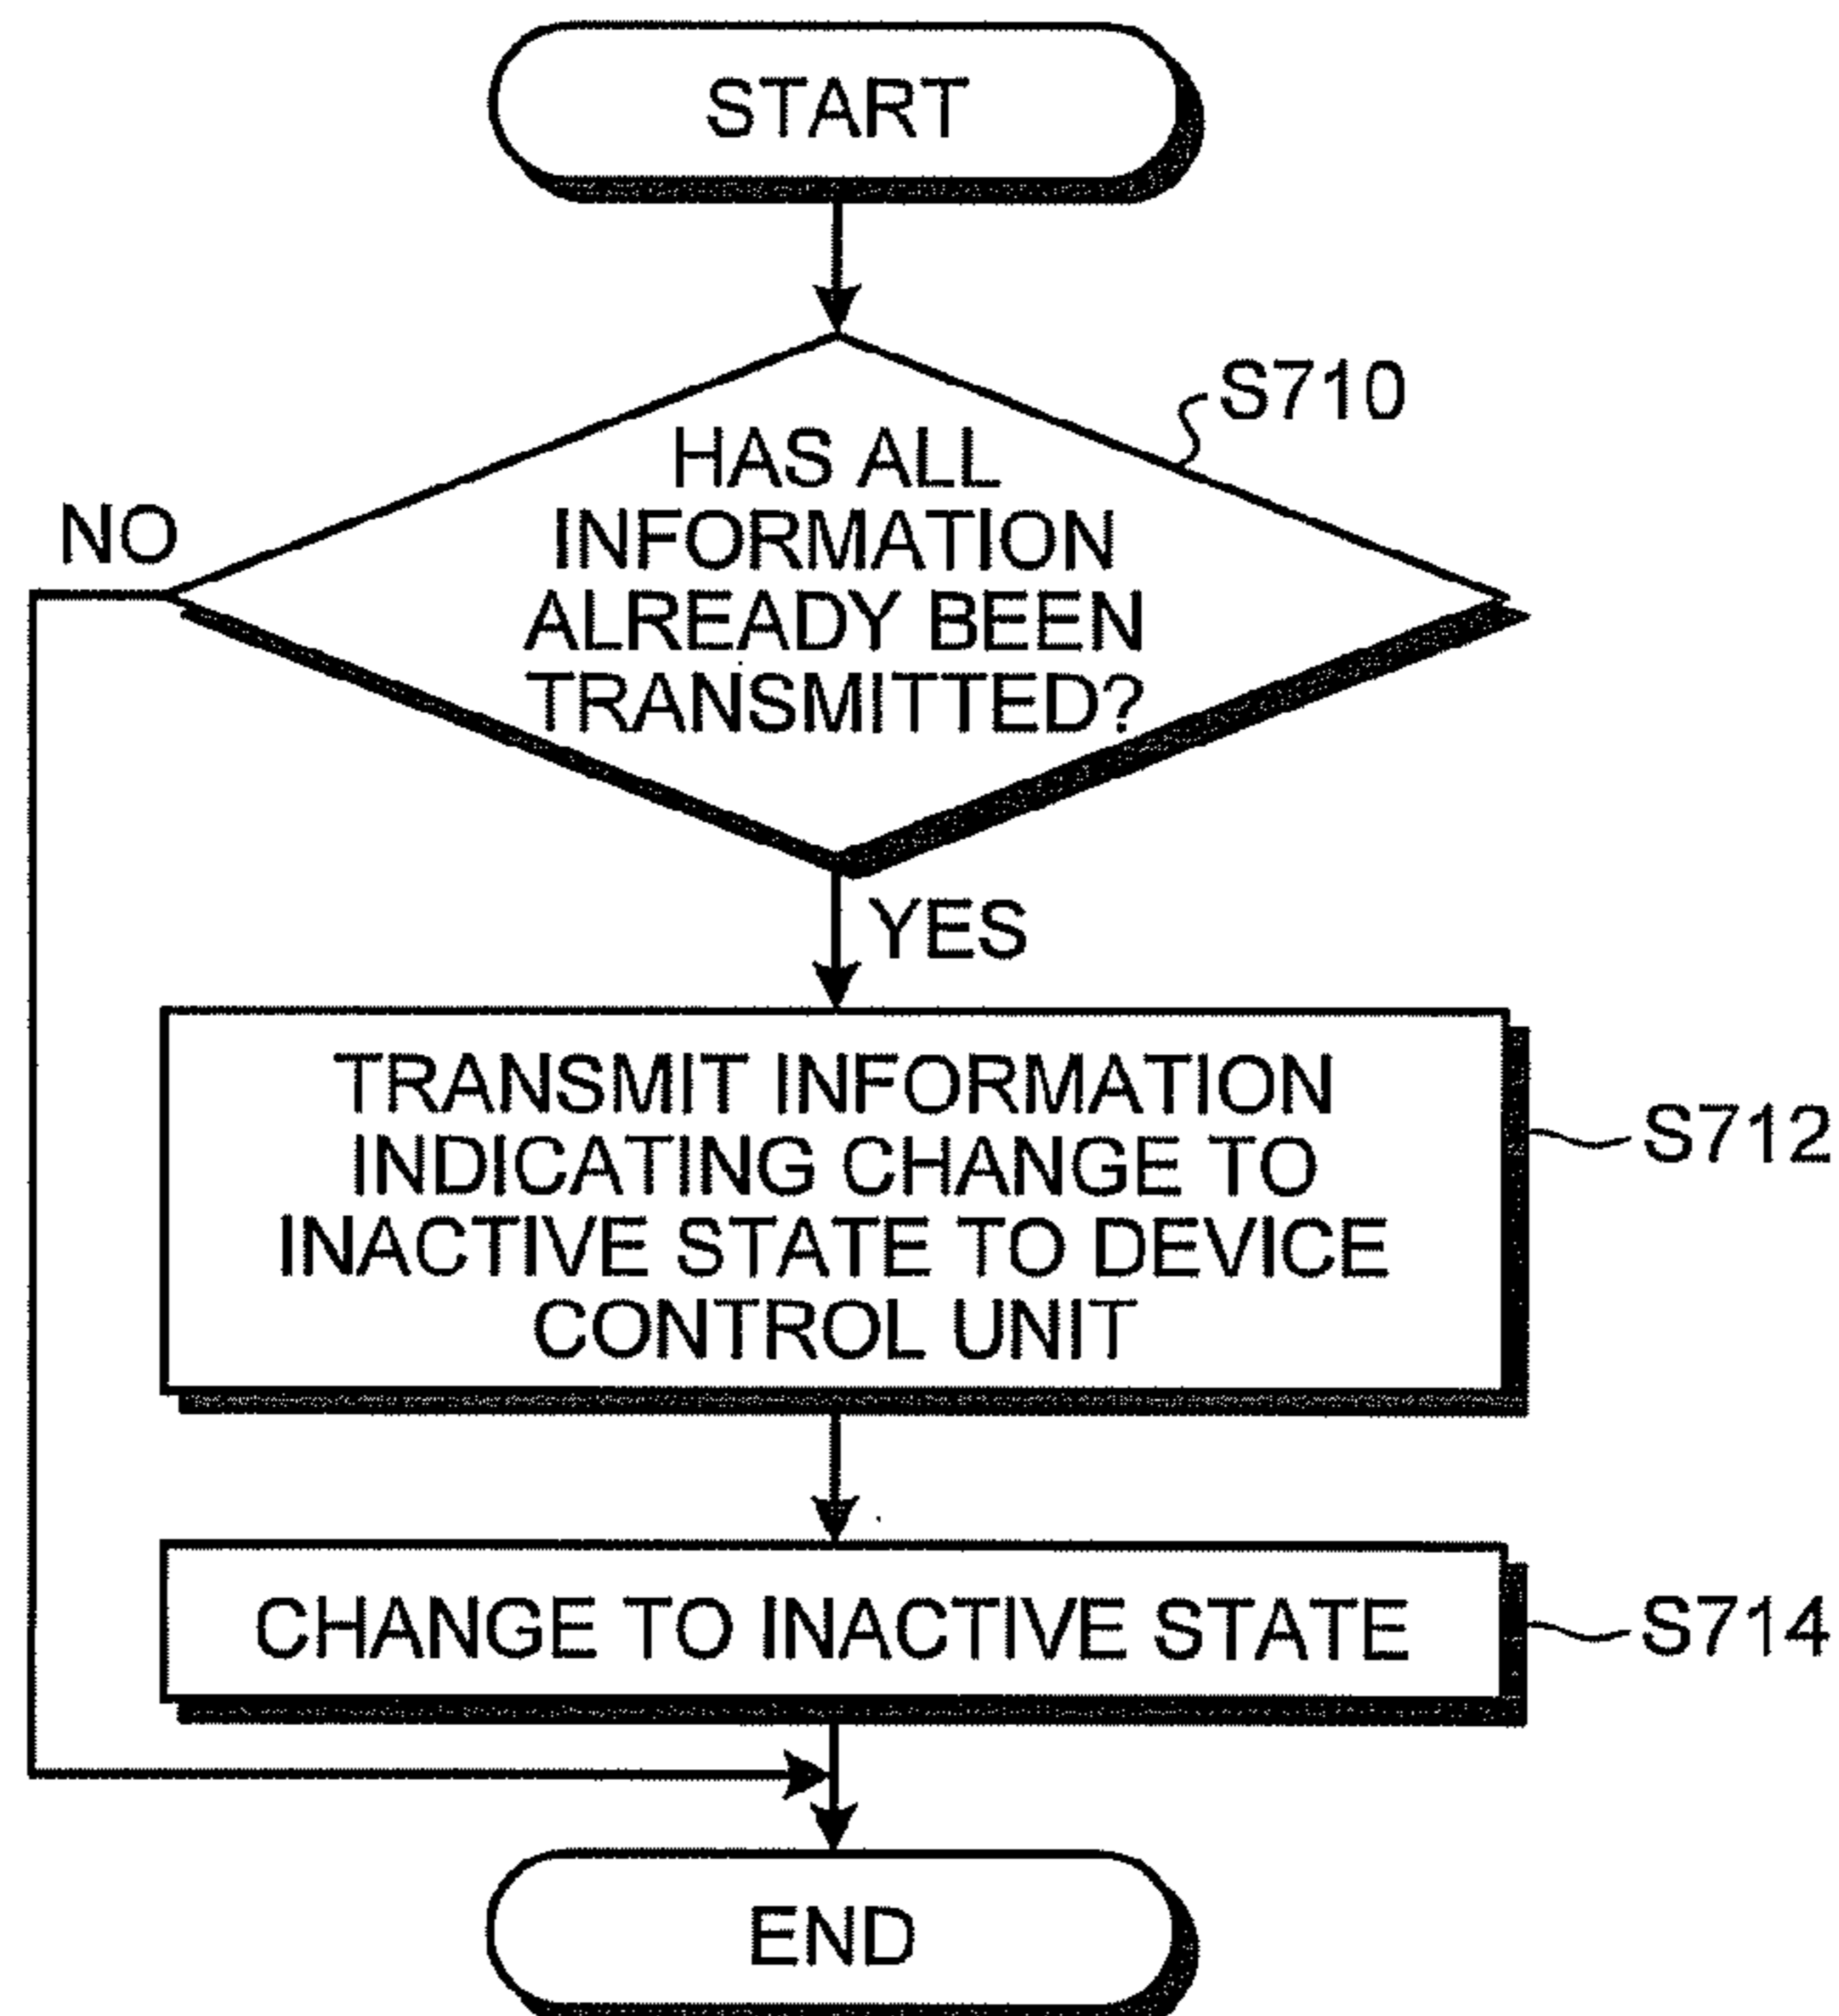 START
S710
HAS ALL
INFORMATION
ALREADY BEEN
TRANSMITTED?
NO
YES
TRANSMIT INFORMATION
INDICATING CHANGE TO
INACTIVE STATE TO DEVICE
CONTROL UNIT
S712
CHANGE TO INACTIVE STATE
S714
END